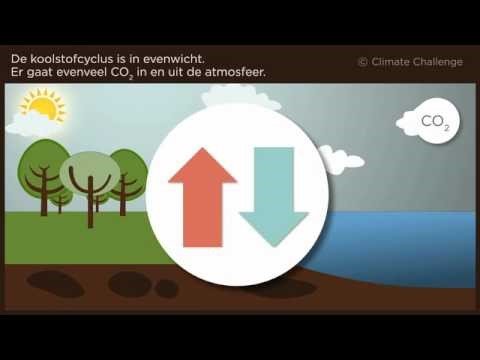 De koolstofcyclus is in evenwicht.
Er gaat evenveel CO₂ in en uit de atmosfeer.
© Climate Challenge
CO₂